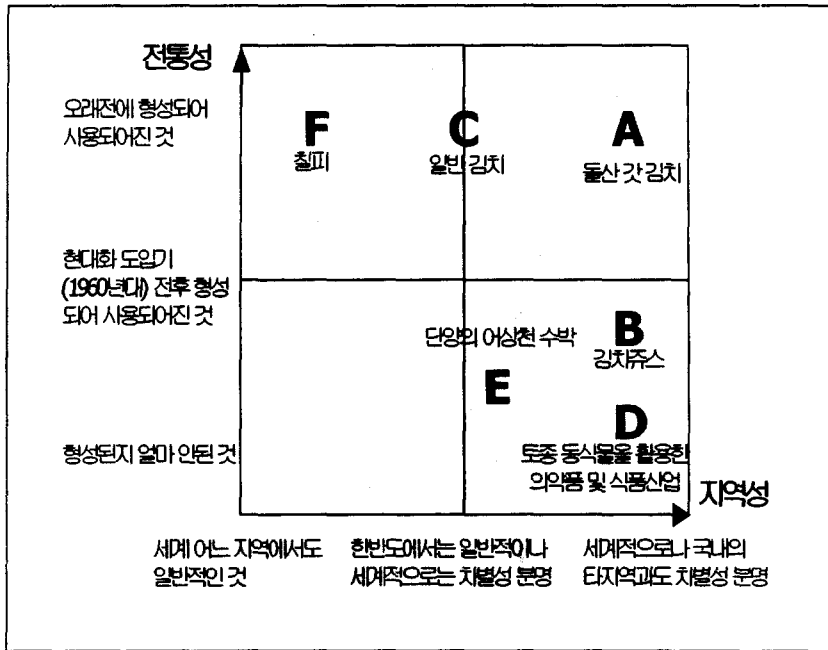 전통성
오래전에 형성되어
사용되어진 것
F
칠피
C
일반 김치
A
돌산 갓 김치
현대화 도입기
(1960년대) 전후 형성
되어 사용되어진 것
단양의 어상천 수박
B
김치쥬스
E
D
형성된지 얼마 안된 것
토종 동식물을 활용한
의약품 및 식품산업
지역성
세계 어느 지역에서도
일반적인 것
한반도에서는 일반적이나
세계적으로는 차별성 분명
세계적으로나 국내의
타지역과도 차별성 분명